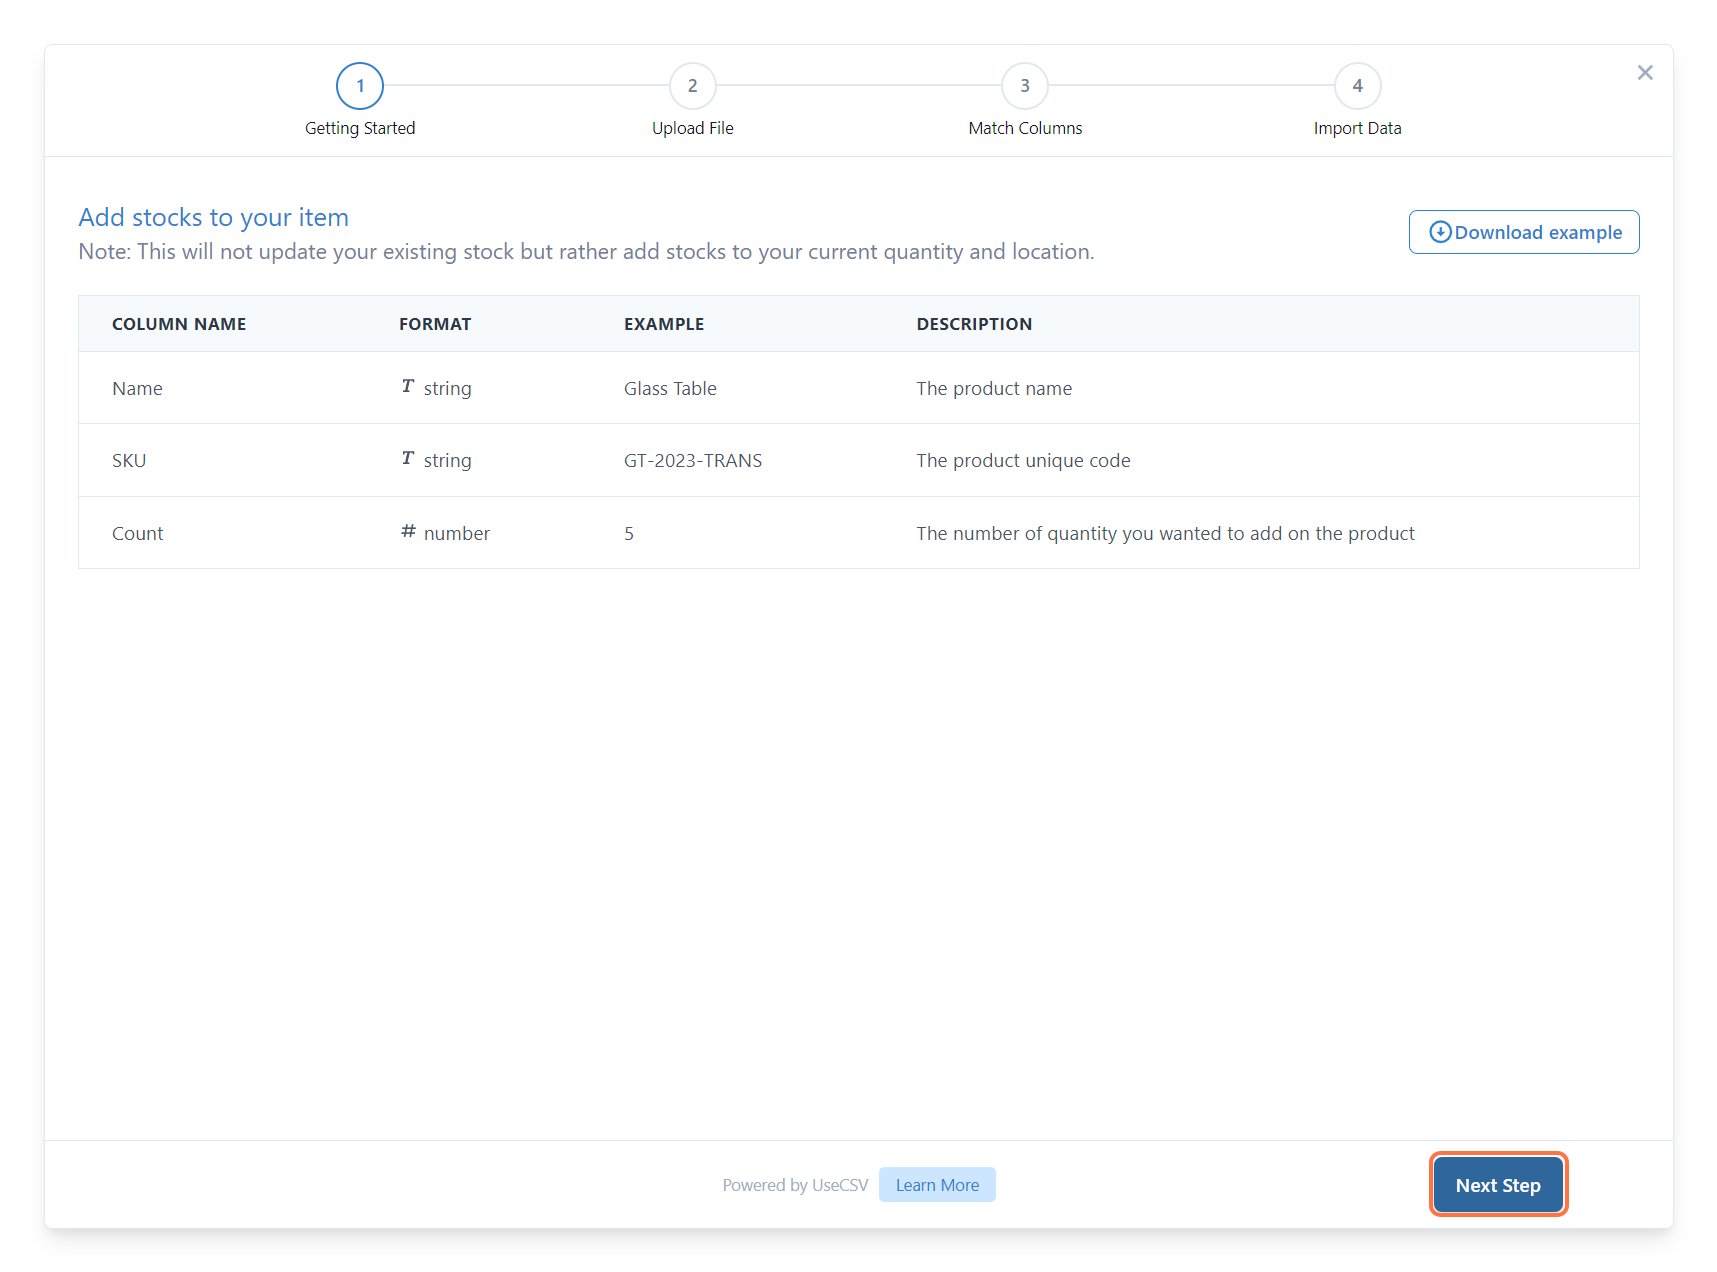 1
2
3
4
Getting Started
Upload File
Match Columns
Import Data
Add stocks to your item
Note: This will not update your existing stock but rather add stocks to your current quantity and location.
Download example
COLUMN NAME FORMAT EXAMPLE DESCRIPTION
Name T string Glass Table The product name
SKU T string GT-2023-TRANS The product unique code
Count # number 5 The number of quantity you wanted to add on the product
Powered by UseCSV
Learn More
Next Step